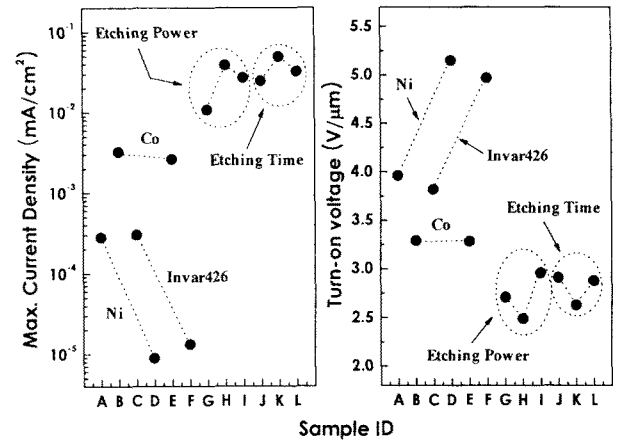 Max. Current Density (mA/cm²)
10⁻¹
10⁻²
10⁻³
10⁻⁴
10⁻⁵
Etching Power
Etching Time
Co
Invar426
Ni
A B C D E F G H I J K L
Turn-on voltage (V/μm)
5.5
5.0
4.5
4.0
3.5
3.0
2.5
2.0
Ni
Invar426
Co
Etching Time
Etching Power
A B C D E F G H I J K L
Sample ID